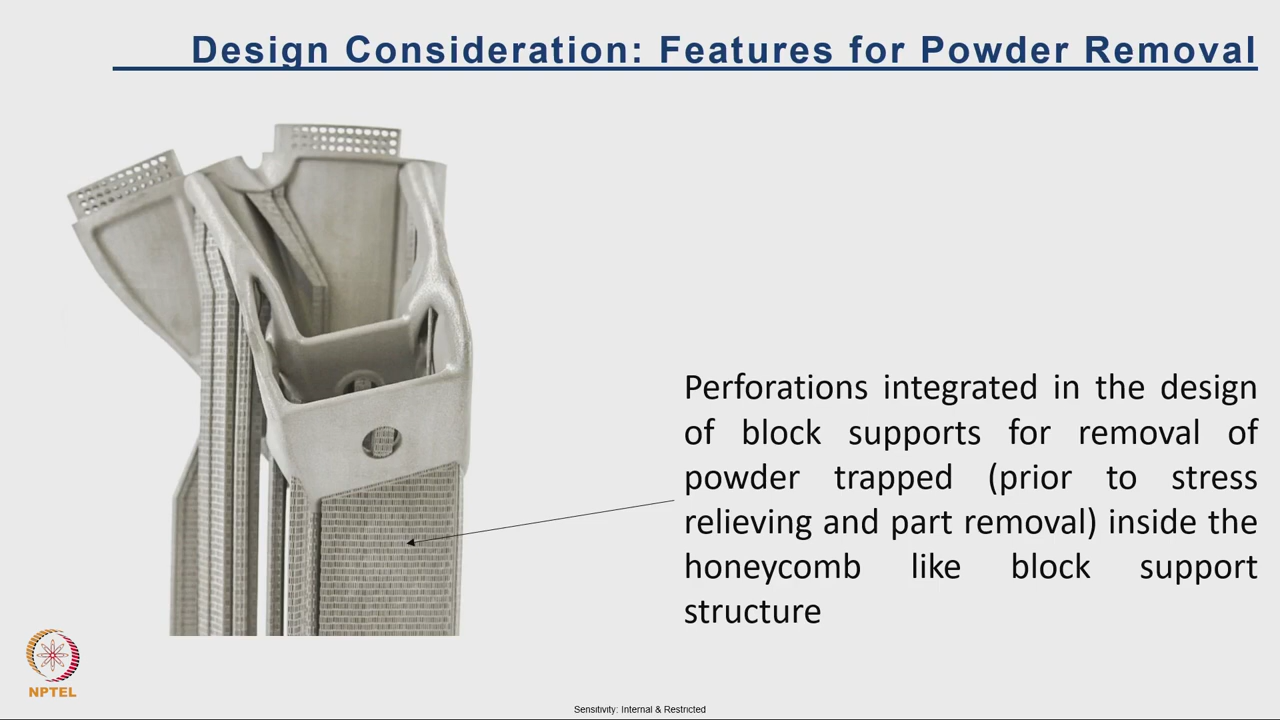 Design Consideration: Features for Powder Removal
Perforations integrated in the design
of block supports for removal of
powder trapped (prior to stress
relieving and part removal) inside the
honeycomb like block support
structure
NPTEL
Sensitivity: Internal & Restricted